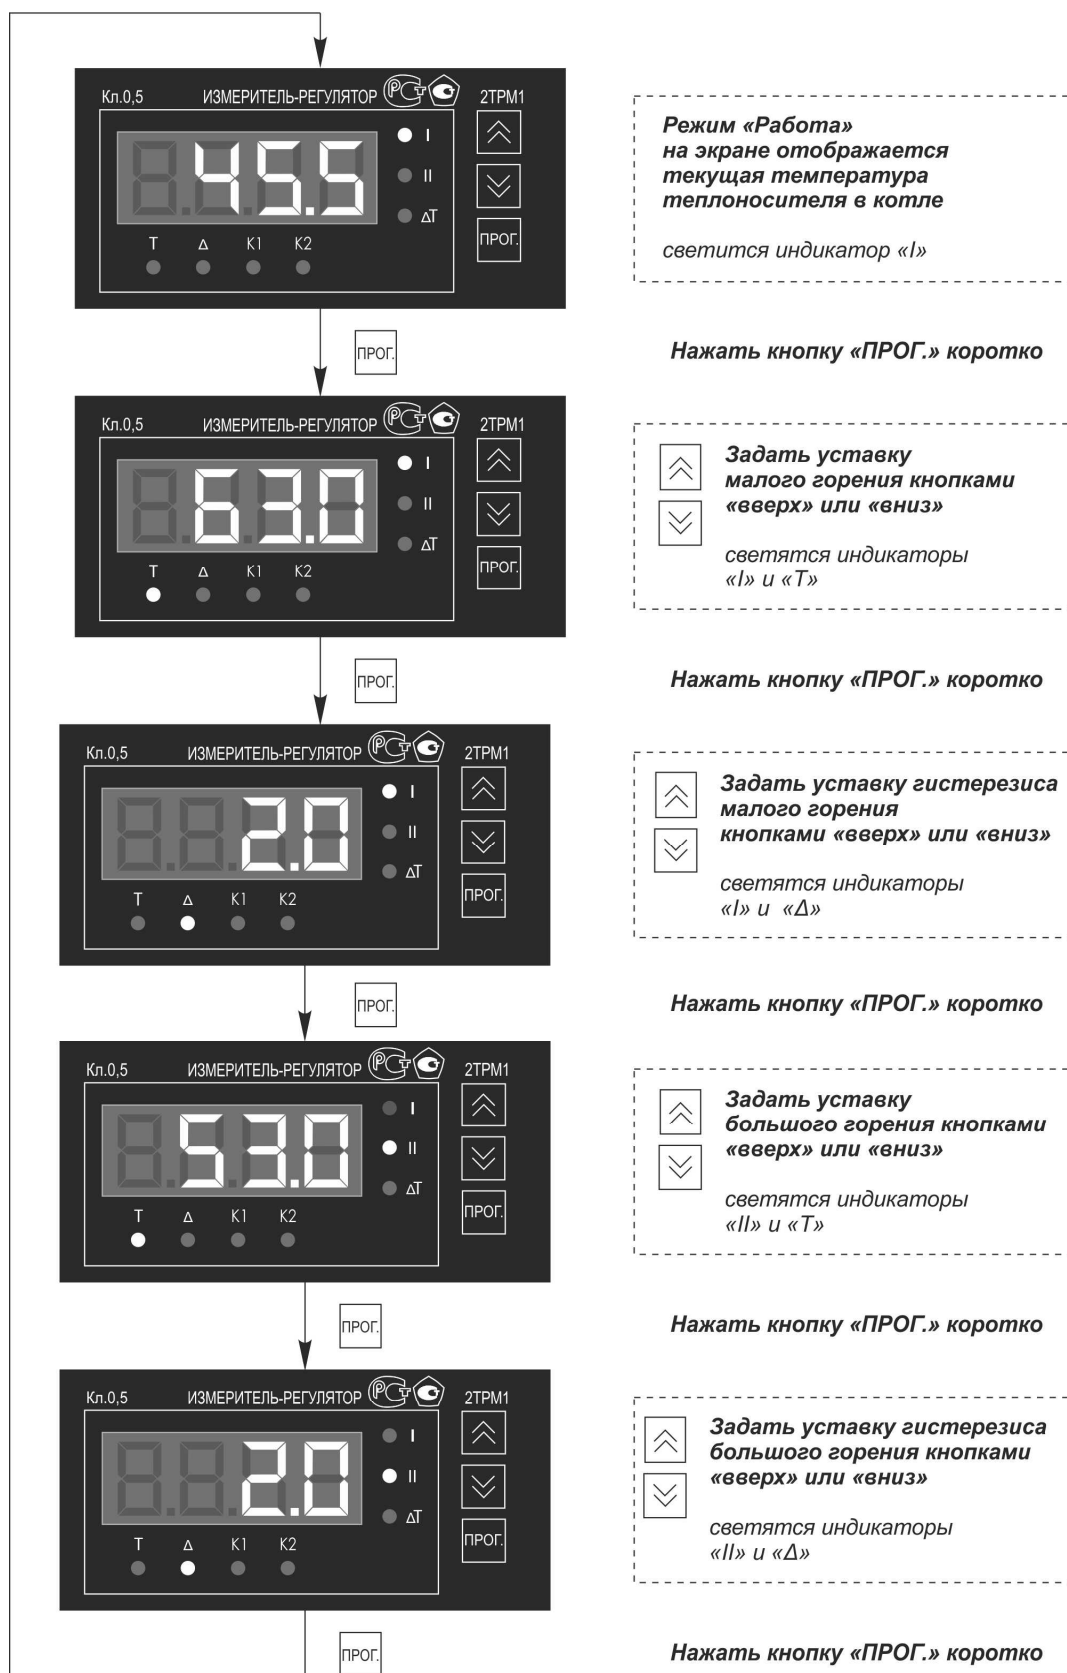 Кл.0,5 ИЗМЕРИТЕЛЬ-РЕГУЛЯТОР РСт 2ТРМ1
45.5
I
II
ΔT
T Δ K1 K2
ПРОГ.
Режим «Работа»
на экране отображается
текущая температура
теплоносителя в котле
светится индикатор «I»
ПРОГ.
Нажать кнопку «ПРОГ.» коротко
Кл.0,5 ИЗМЕРИТЕЛЬ-РЕГУЛЯТОР РСт 2ТРМ1
63.0
I
II
ΔT
T Δ K1 K2
ПРОГ.
Задать уставку
малого горения кнопками
«вверх» или «вниз»
светятся индикаторы
«I» и «T»
ПРОГ.
Нажать кнопку «ПРОГ.» коротко
Кл.0,5 ИЗМЕРИТЕЛЬ-РЕГУЛЯТОР РСт 2ТРМ1
2.0
I
II
ΔT
T Δ K1 K2
ПРОГ.
Задать уставку гистерезиса
малого горения
кнопками «вверх» или «вниз»
светятся индикаторы
«I» и «Δ»
ПРОГ.
Нажать кнопку «ПРОГ.» коротко
Кл.0,5 ИЗМЕРИТЕЛЬ-РЕГУЛЯТОР РСт 2ТРМ1
53.0
I
II
ΔT
T Δ K1 K2
ПРОГ.
Задать уставку
большого горения кнопками
«вверх» или «вниз»
светятся индикаторы
«II» и «T»
ПРОГ.
Нажать кнопку «ПРОГ.» коротко
Кл.0,5 ИЗМЕРИТЕЛЬ-РЕГУЛЯТОР РСт 2ТРМ1
2.0
I
II
ΔT
T Δ K1 K2
ПРОГ.
Задать уставку гистерезиса
большого горения кнопками
«вверх» или «вниз»
светятся индикаторы
«II» и «Δ»
ПРОГ.
Нажать кнопку «ПРОГ.» коротко